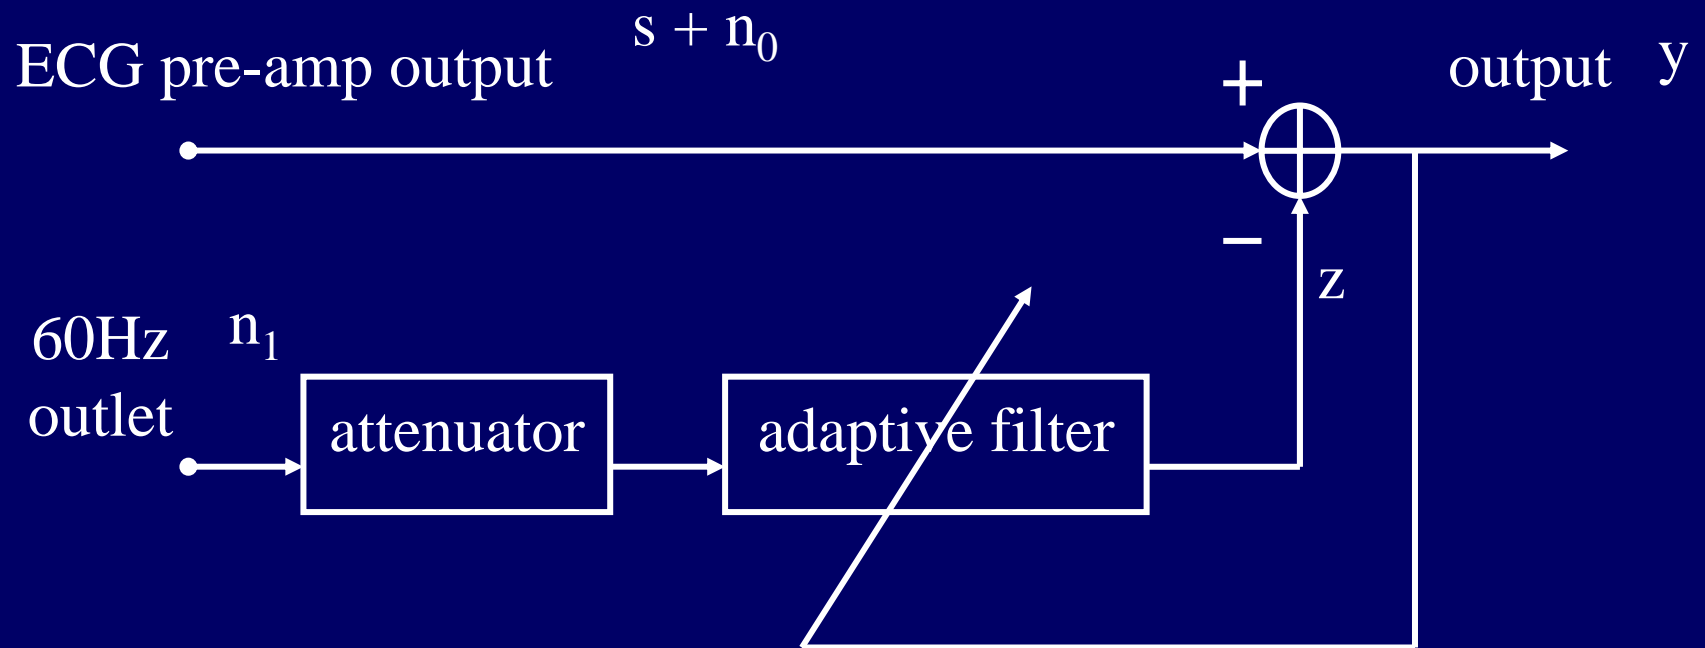 s + n₀
ECG pre-amp output
+
output y
−
z
60Hz n₁
outlet
attenuator
adaptive filter